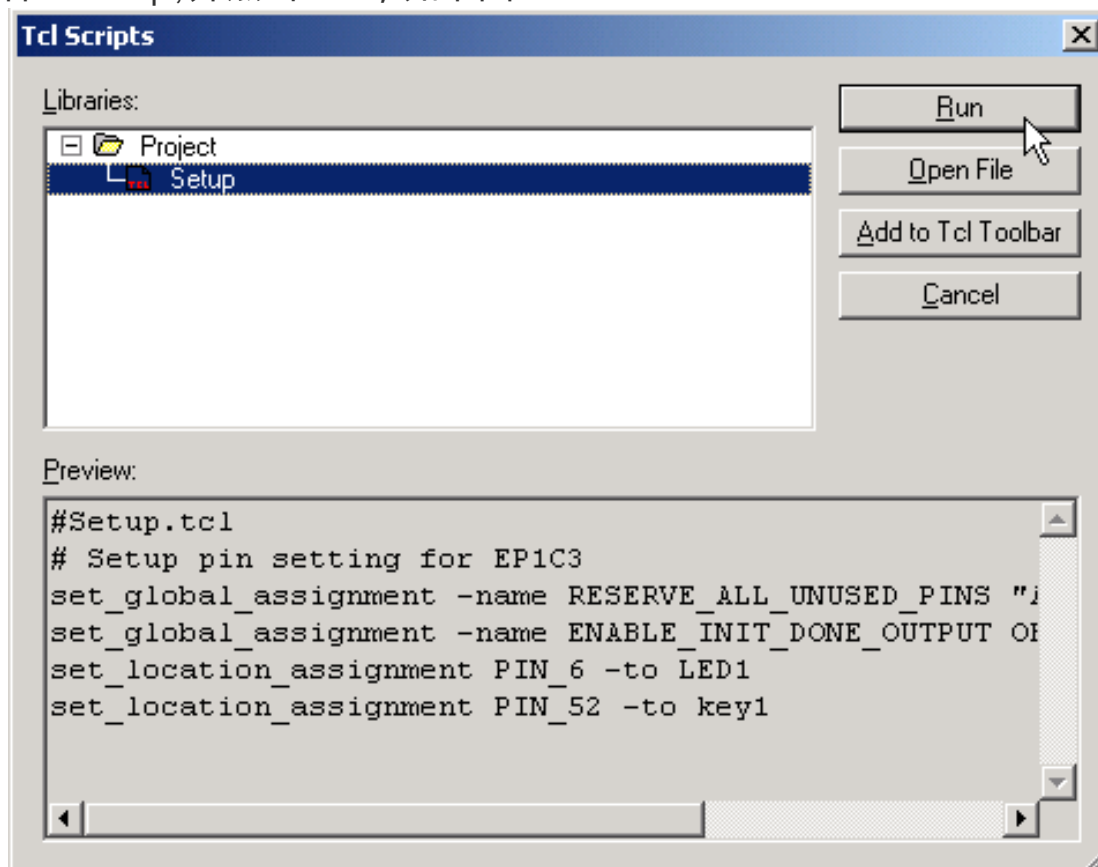 Tcl Scripts
Libraries:
Project
Setup
Run
Open File
Add to Tcl Toolbar
Cancel
Preview:
#Setup.tcl
# Setup pin setting for EP1C3
set_global_assignment -name RESERVE_ALL_UNUSED_PINS "
set_global_assignment -name ENABLE_INIT_DONE_OUTPUT
set_location_assignment PIN_6 -to LED1
set_location_assignment PIN_52 -to key1